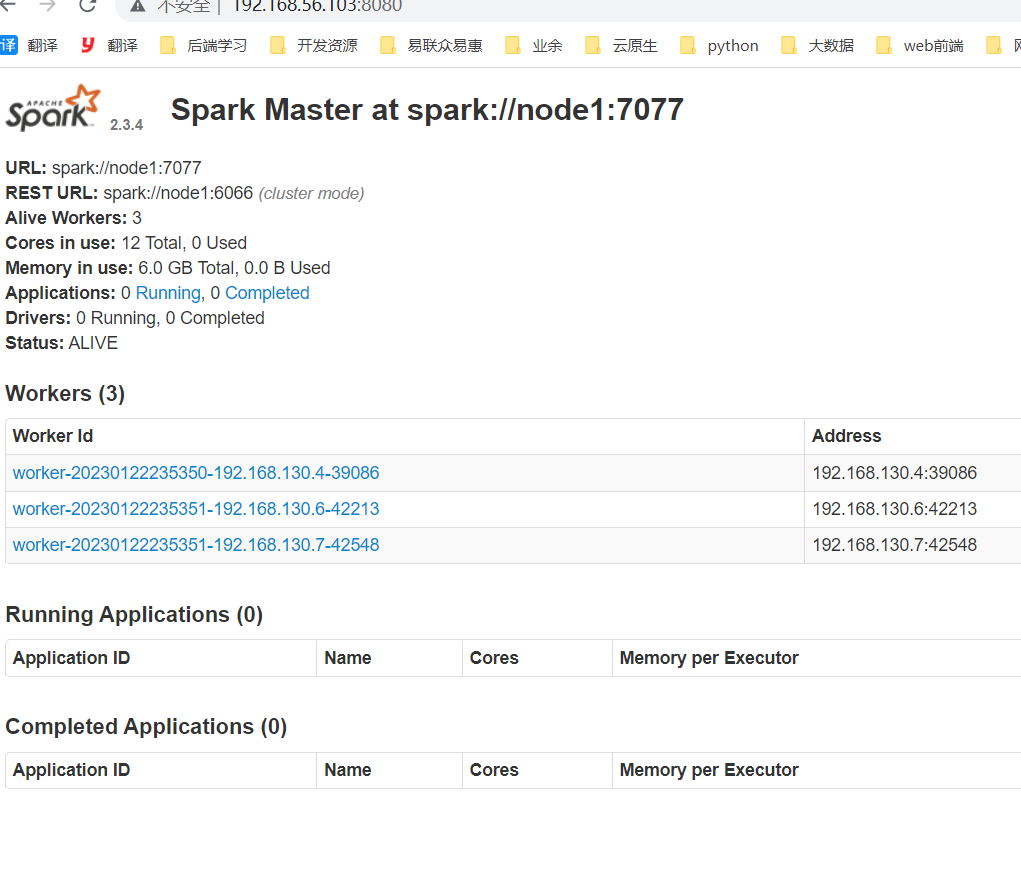 不安全 | 192.168.56.103:8080
译 翻译 y 翻译 后端学习 开发资源 易联众易惠 业余 云原生 python 大数据 web前端
APACHE
Spark 2.3.4 Spark Master at spark://node1:7077
URL: spark://node1:7077
REST URL: spark://node1:6066 (cluster mode)
Alive Workers: 3
Cores in use: 12 Total, 0 Used
Memory in use: 6.0 GB Total, 0.0 B Used
Applications: 0 Running, 0 Completed
Drivers: 0 Running, 0 Completed
Status: ALIVE
Workers (3)
Worker Id Address
worker-20230122235350-192.168.130.4-39086 192.168.130.4:39086
worker-20230122235351-192.168.130.6-42213 192.168.130.6:42213
worker-20230122235351-192.168.130.7-42548 192.168.130.7:42548
Running Applications (0)
Application ID Name Cores Memory per Executor
Completed Applications (0)
Application ID Name Cores Memory per Executor